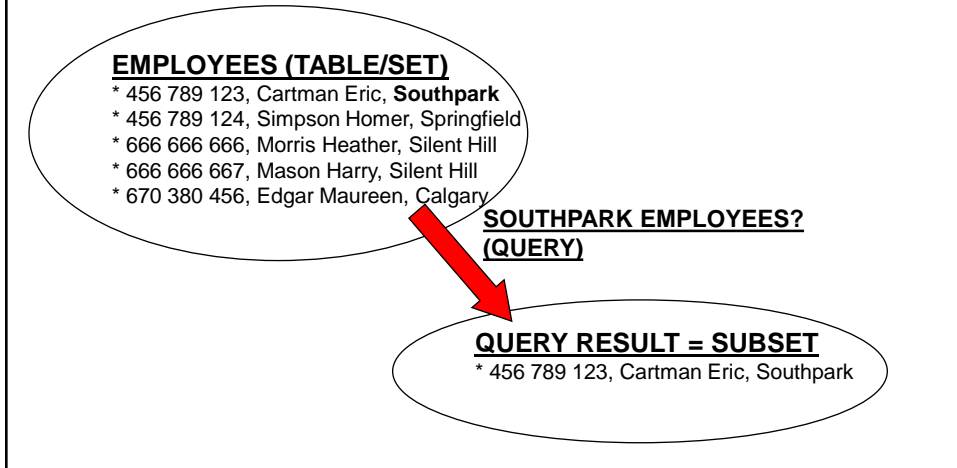 EMPLOYEES (TABLE/SET)
* 456 789 123, Cartman Eric, Southpark
* 456 789 124, Simpson Homer, Springfield
* 666 666 666, Morris Heather, Silent Hill
* 666 666 667, Mason Harry, Silent Hill
* 670 380 456, Edgar Maureen, Calgary
SOUTHPARK EMPLOYEES?
(QUERY)
QUERY RESULT = SUBSET
* 456 789 123, Cartman Eric, Southpark